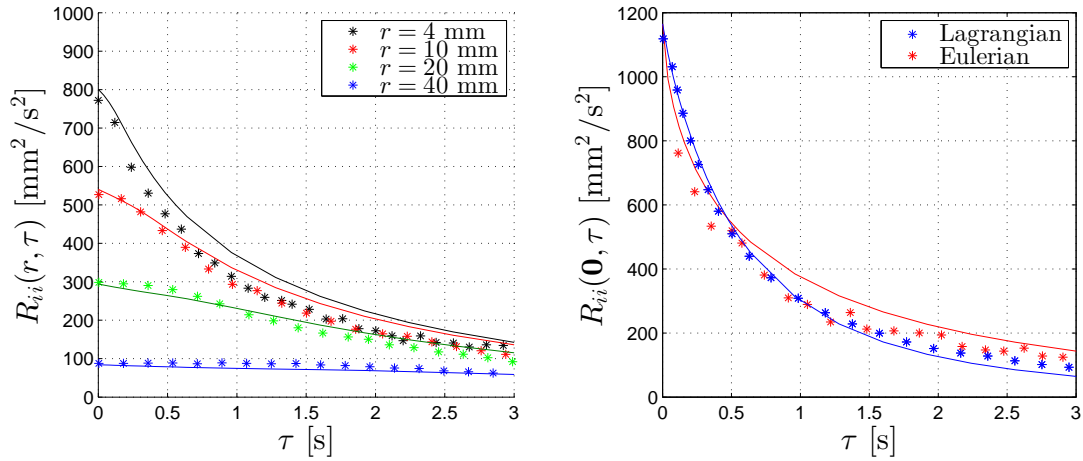 1000
900
800
700
600
500
400
300
200
100
0
0 0.5 1 1.5 2 2.5 3
τ [s]
R_{ii}(r, τ) [mm²/s²]
r = 4 mm
r = 10 mm
r = 20 mm
r = 40 mm
1200
1000
800
600
400
200
0
0 0.5 1 1.5 2 2.5 3
τ [s]
R_{ii}(0, τ) [mm²/s²]
Lagrangian
Eulerian